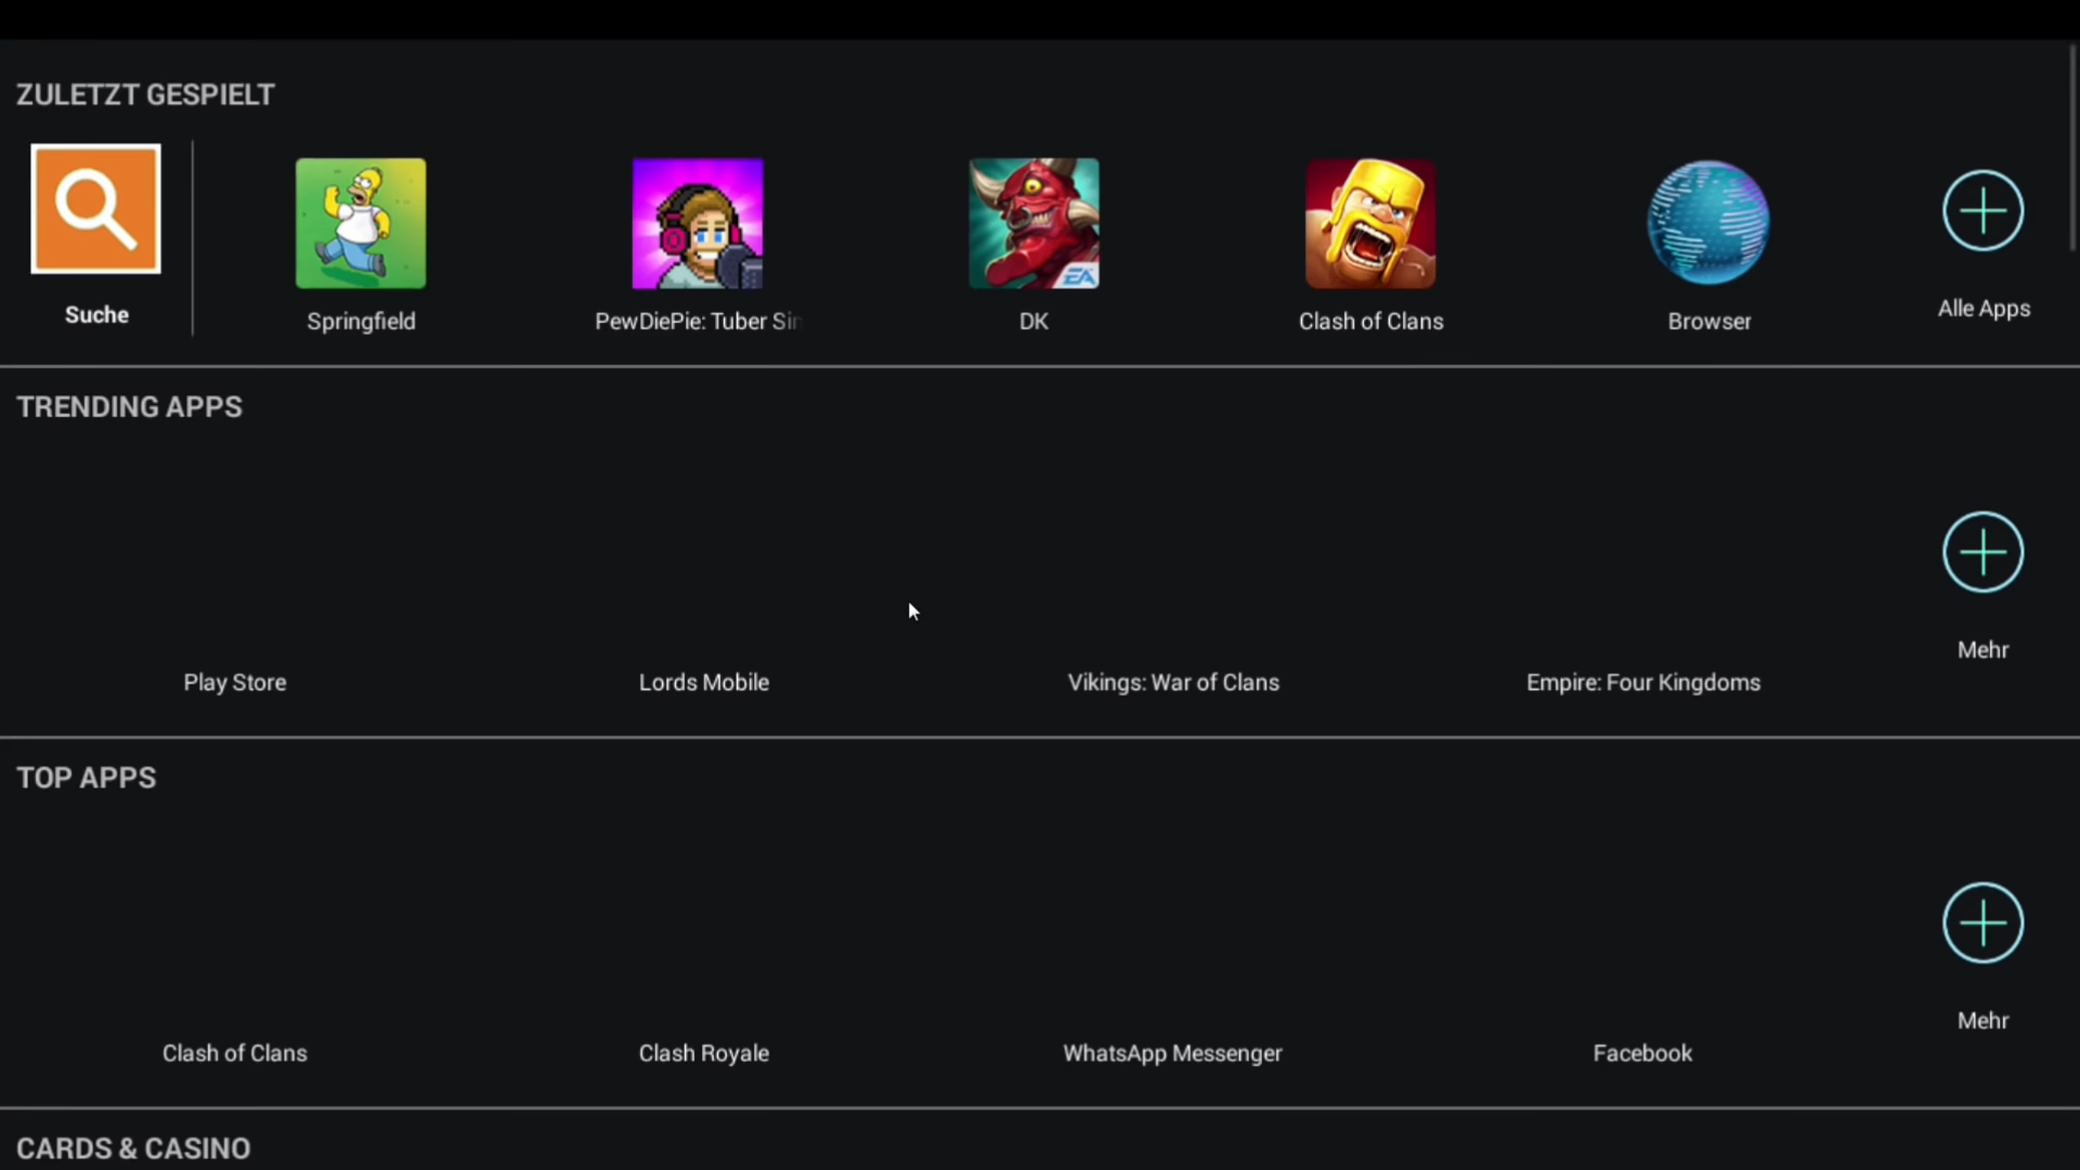 ZULETZT GESPIELT
Suche
Springfield
PewDiePie: Tuber Sin
DK
EA
Clash of Clans
Browser
Alle Apps
TRENDING APPS
Play Store
Lords Mobile
Vikings: War of Clans
Empire: Four Kingdoms
Mehr
TOP APPS
Clash of Clans
Clash Royale
WhatsApp Messenger
Facebook
Mehr
CARDS & CASINO